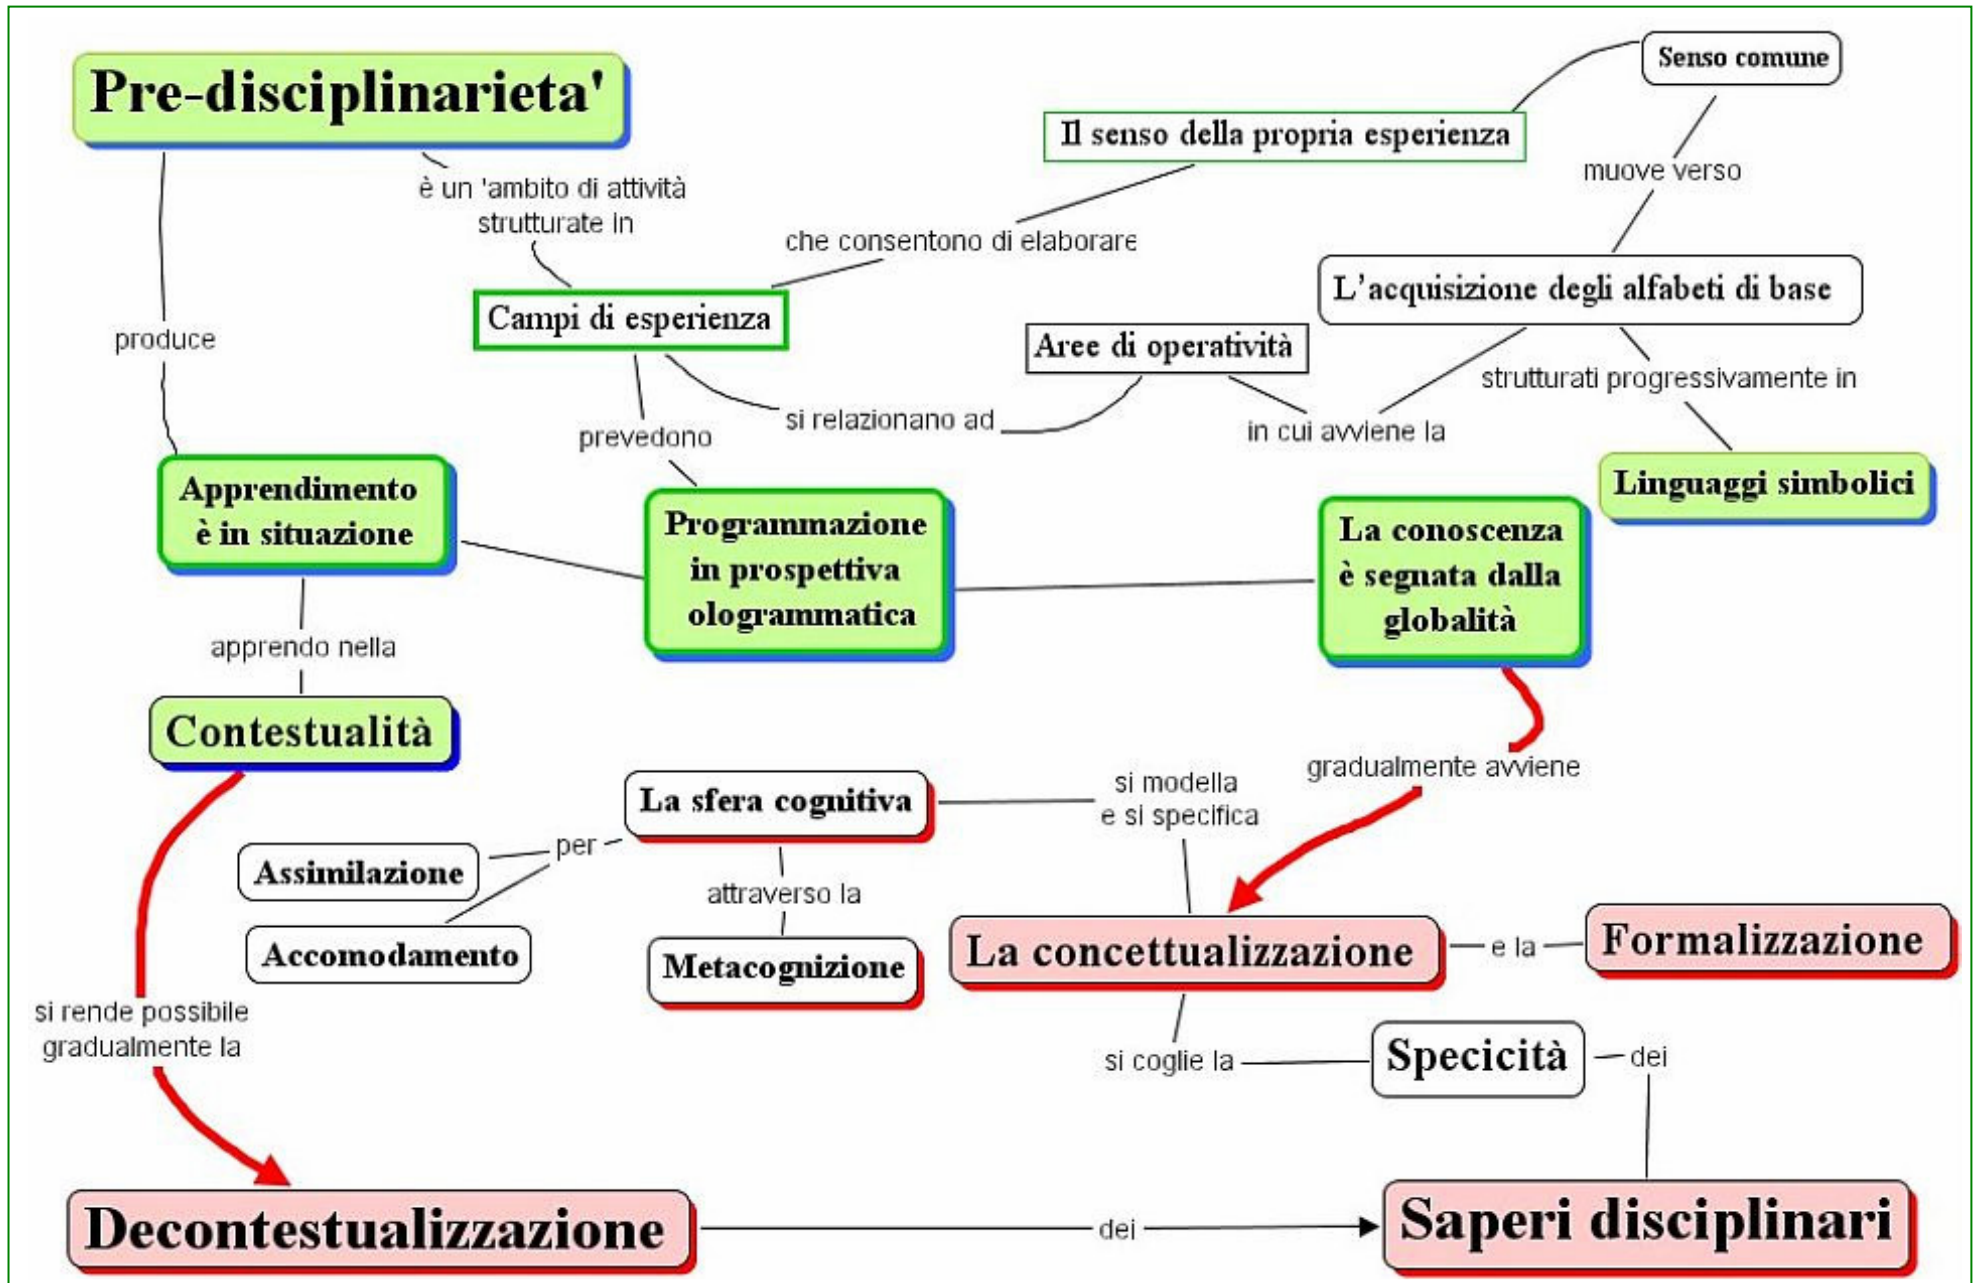 Pre-disciplinarieta'
Senso comune
Il senso della propria esperienza
muove verso
è un 'ambito di attività
strutturate in
che consentono di elaborare
L'acquisizione degli alfabeti di base
Campi di esperienza
Aree di operatività
produce
strutturati progressivamente in
si relazionano ad
in cui avviene la
prevedono
Linguaggi simbolici
Apprendimento
è in situazione
Programmazione
in prospettiva
ologrammatica
La conoscenza
è segnata dalla
globalità
apprendo nella
Contestualità
gradualmente avviene
La sfera cognitiva
si modella
e si specifica
per
Assimilazione
attraverso la
Accomodamento
Metacognizione
La concettualizzazione
e la
Formalizzazione
si rende possibile
gradualmente la
si coglie la
Specicità
dei
Decontestualizzazione
dei
Saperi disciplinari